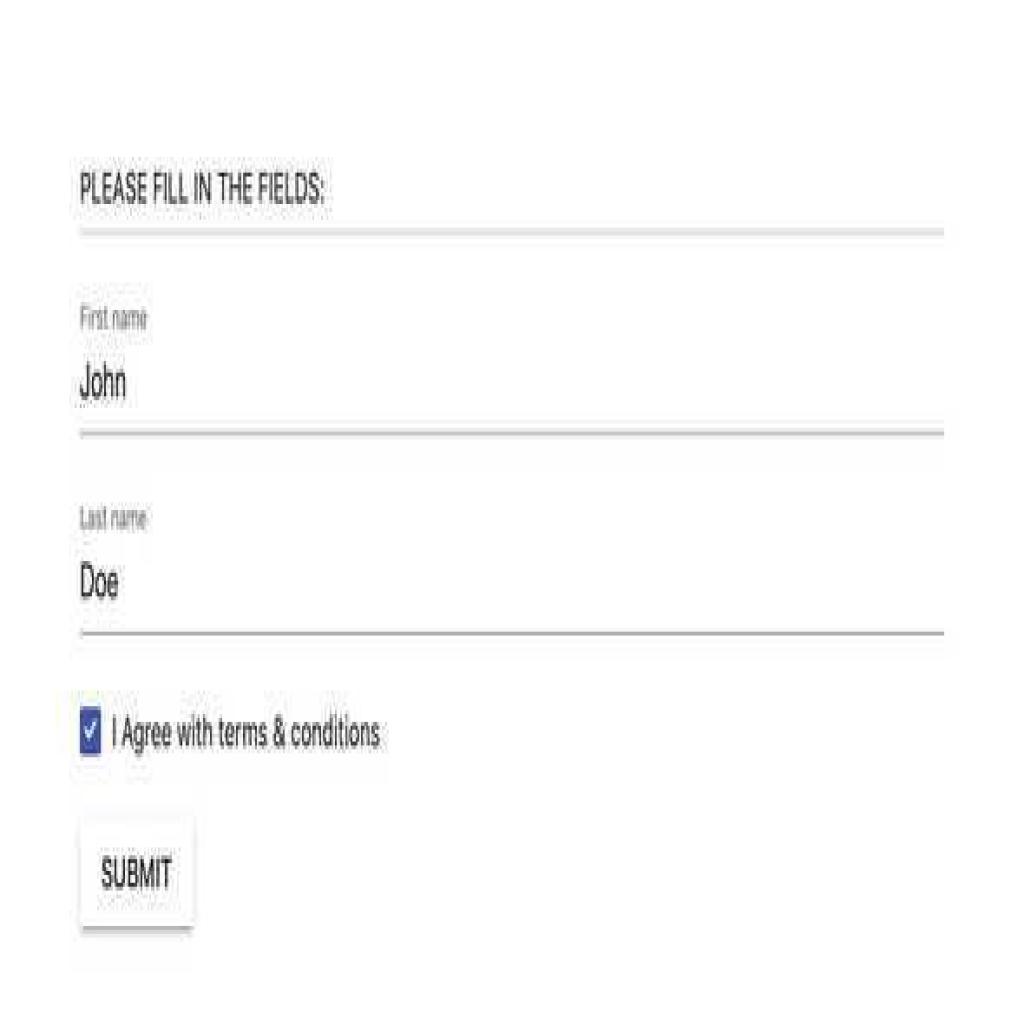 PLEASE FILL IN THE FIELDS:
First name
John
Last name
Doe
I Agree with terms & conditions
SUBMIT